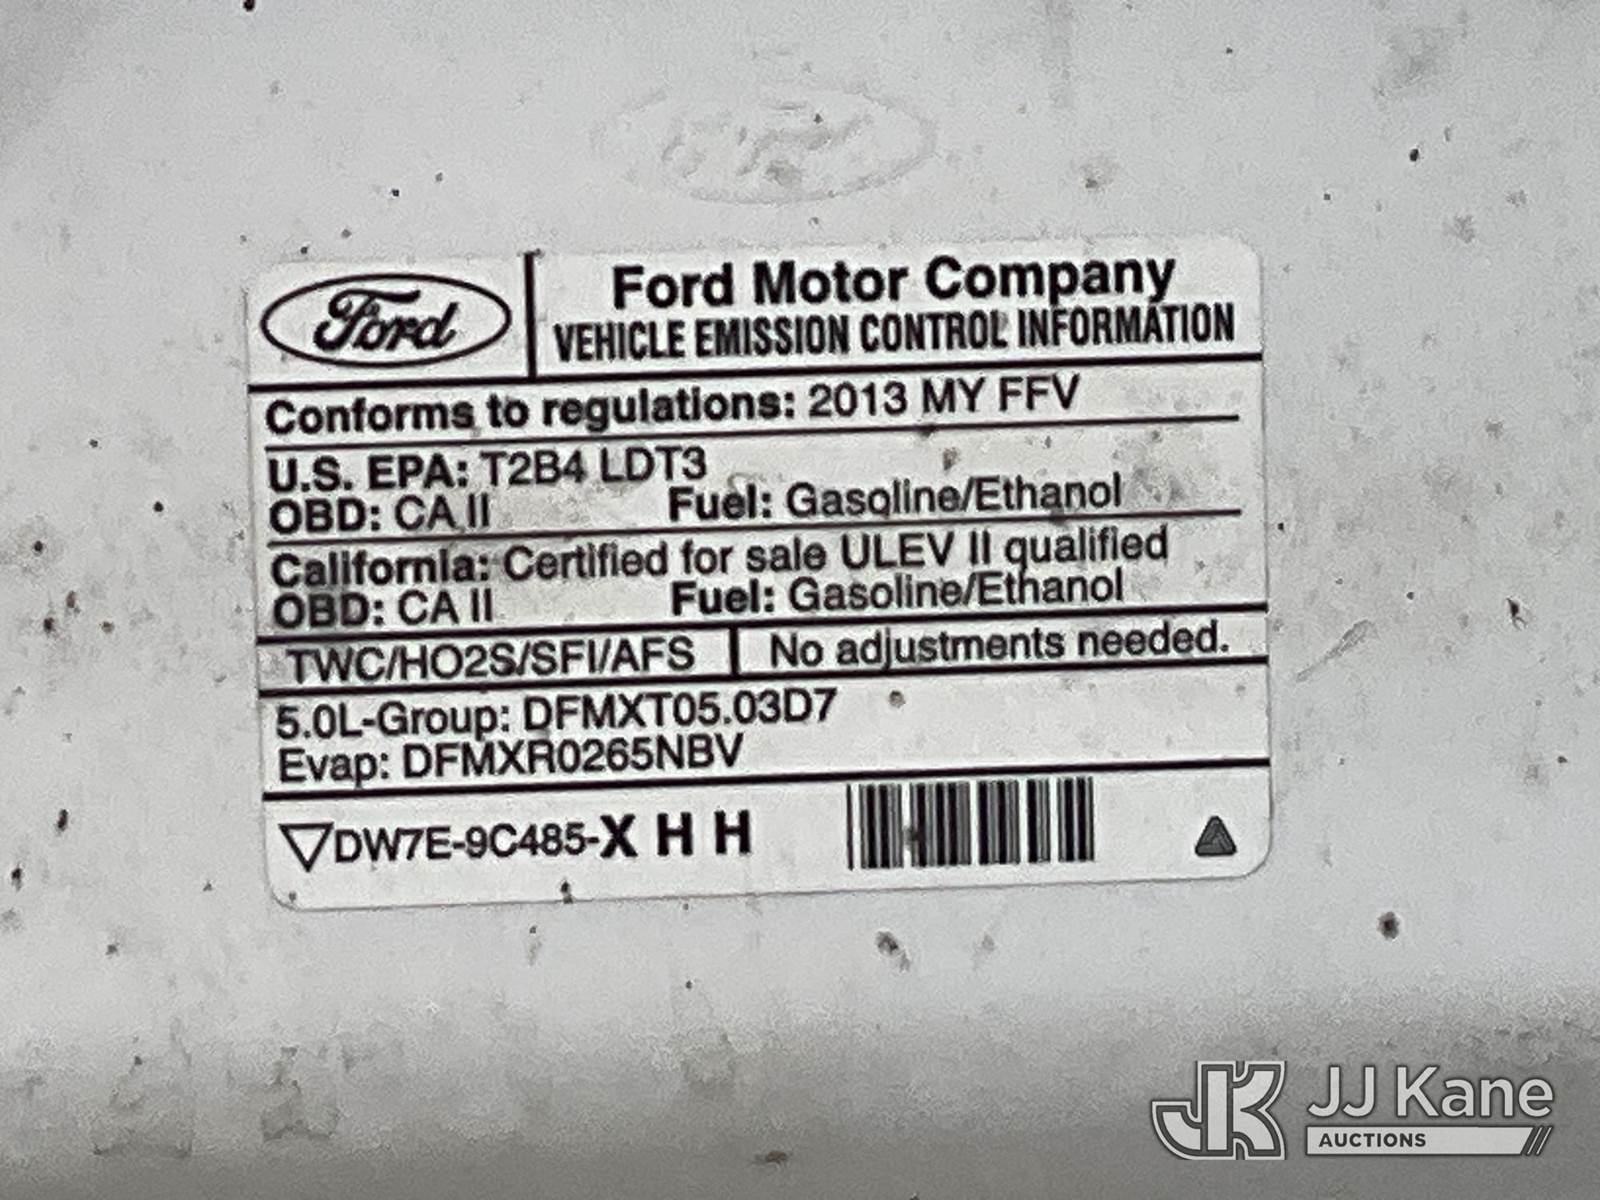 Ford
Ford Motor Company
VEHICLE EMISSION CONTROL INFORMATION
Conforms to regulations: 2013 MY FFV
U.S. EPA: T2B4 LDT3
OBD: CA II Fuel: Gasoline/Ethanol
California: Certified for sale ULEV II qualified
OBD: CA II Fuel: Gasoline/Ethanol
TWC/HO2S/SFI/AFS No adjustments needed.
5.0L-Group: DFMXT05.03D7
Evap: DFMXR0265NBV
DW7E-9C485-X H H
JK JJ Kane
AUCTIONS